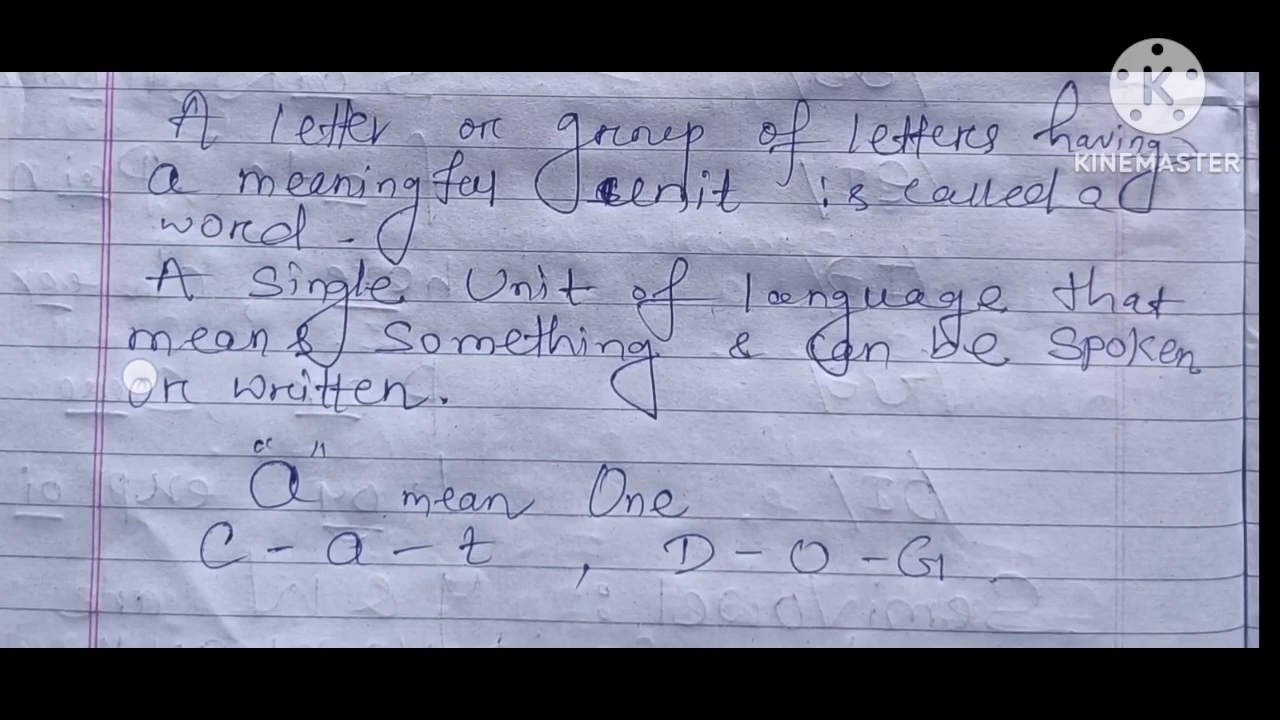 A letter or group of letters having
a meaningful unit is called a
word.
A single Unit of language that
means something & can be spoken
or written.
"a" mean One
C - a - t , D - O - G
K
KINEMASTER